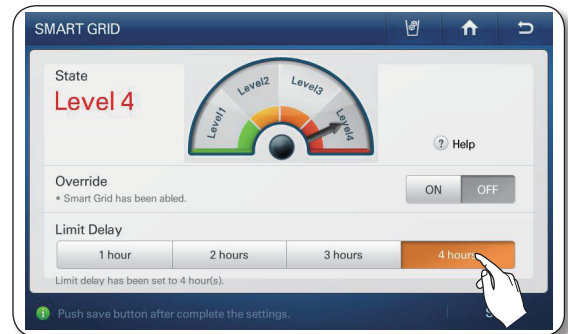 SMART GRID
State
Level 4
Level1
Level2
Level3
Level4
? Help
Override
• Smart Grid has been abled.
ON
OFF
Limit Delay
1 hour
2 hours
3 hours
4 hours
Limit delay has been set to 4 hour(s).
Push save button after complete the settings.